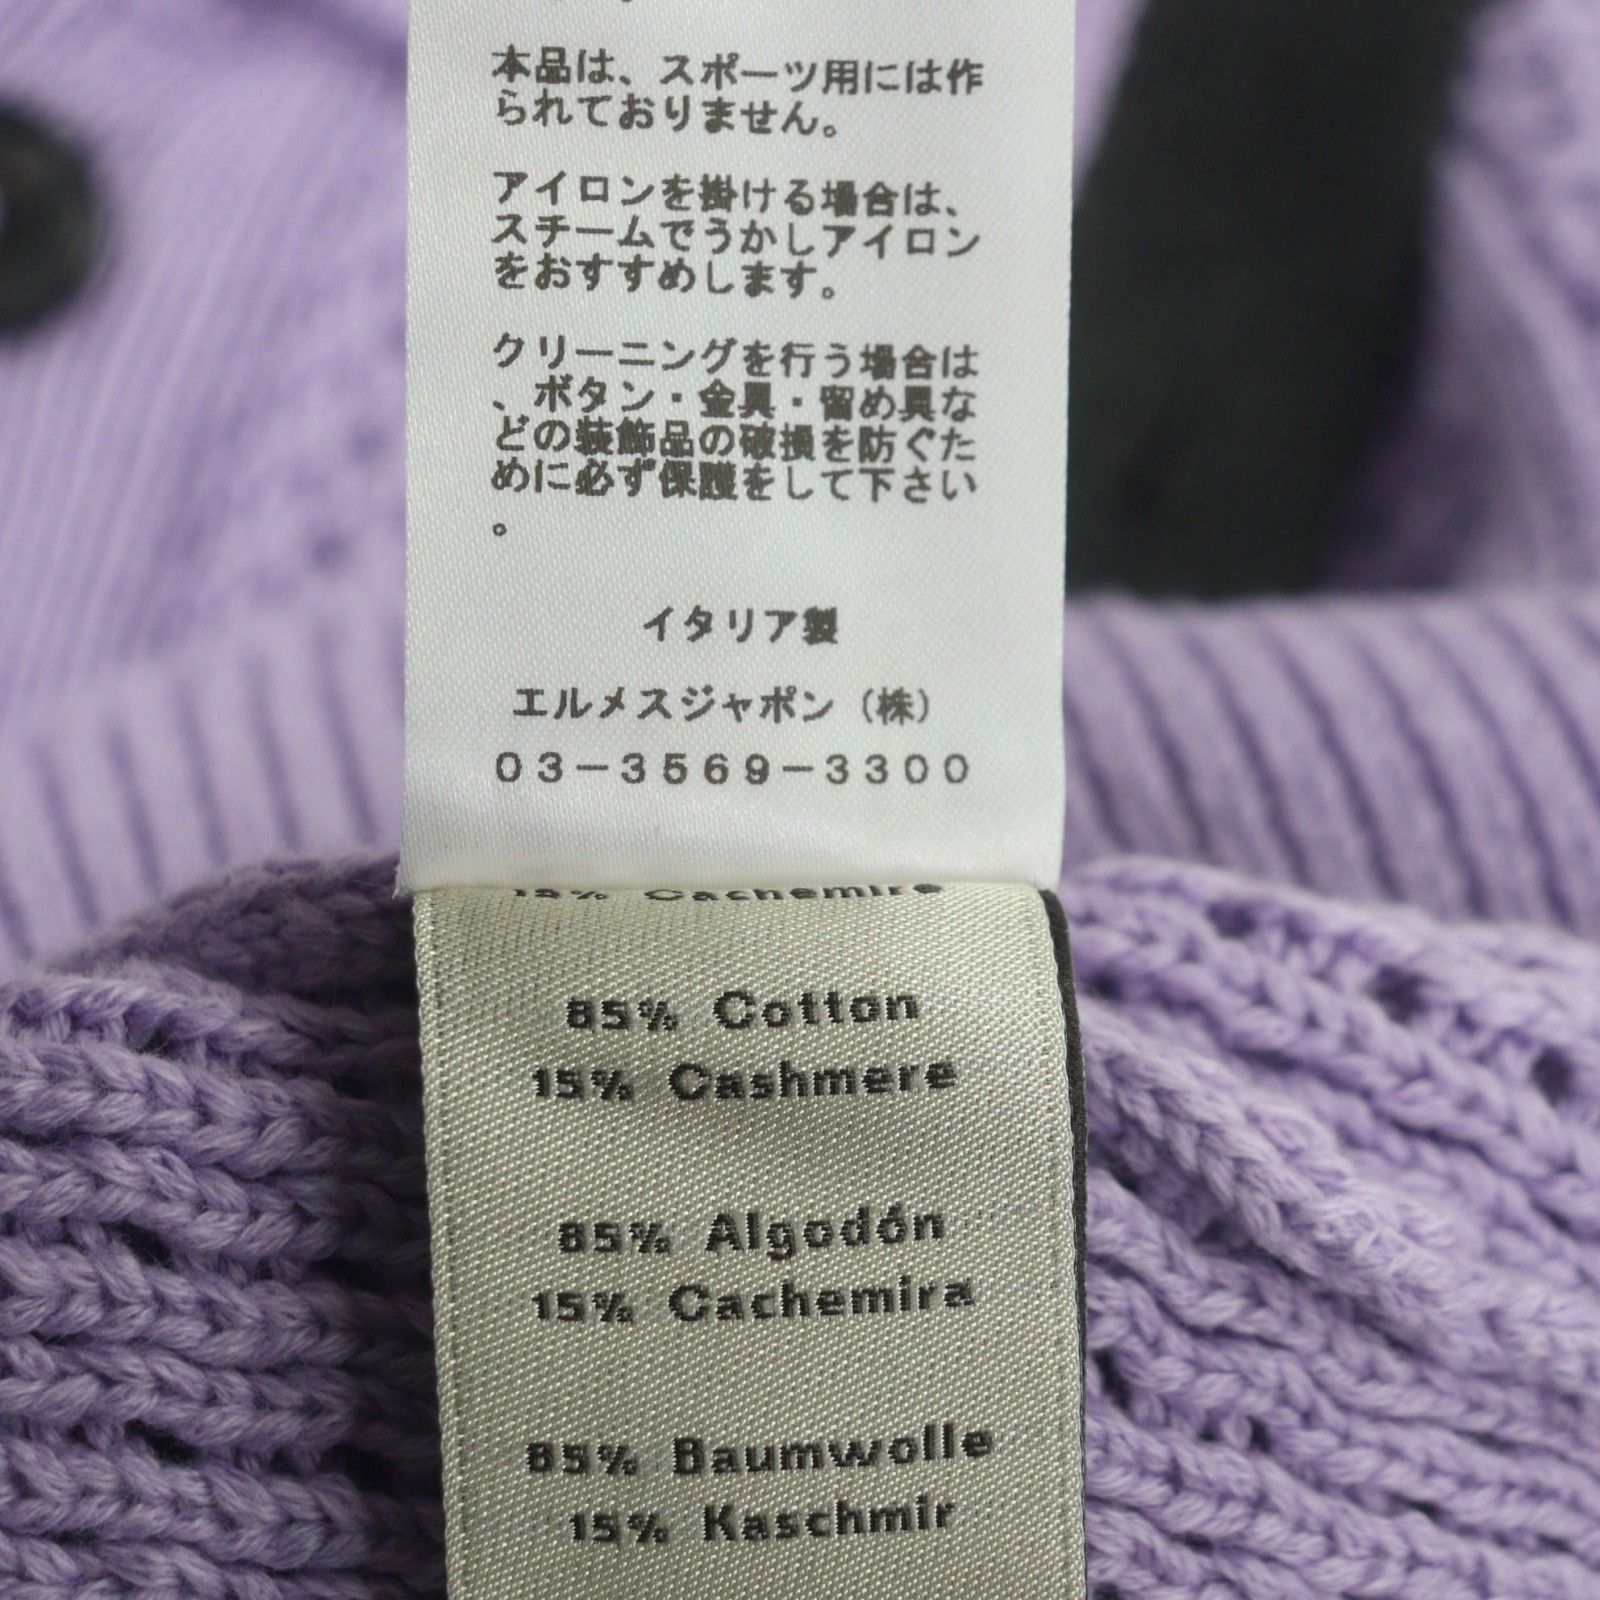 本品は、スポーツ用には作
られておりません。
アイロンを掛ける場合は、
スチームでうかしアイロン
をおすすめします。
クリーニングを行う場合は
、ボタン・金具・留め具な
どの装飾品の破損を防ぐた
めに必ず保護をして下さい
。
イタリア製
エルメスジャポン（株）
03-3569-3300
15% Cachemire
85% Cotton
15% Cashmere
85% Algodón
15% Cachemira
85% Baumwolle
15% Kaschmir